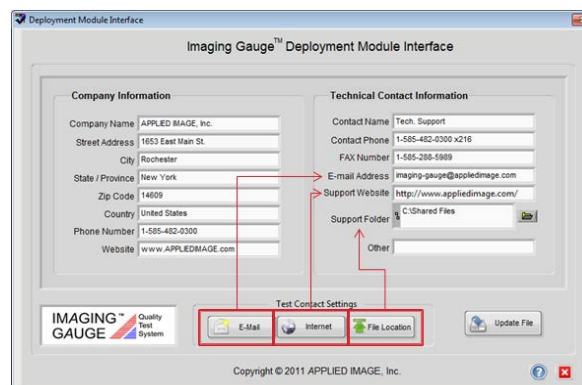 Deployment Module Interface
Imaging Gauge™ Deployment Module Interface
Company Information
Company Name APPLIED IMAGE, Inc.
Street Address 1653 East Main St.
City Rochester
State / Province New York
Zip Code 14609
Country United States
Phone Number 1-585-482-0300
Website www.APPLIEDIMAGE.com
Technical Contact Information
Contact Name Tech. Support
Contact Phone 1-585-482-0300 x216
FAX Number 1-585-288-5989
E-mail Address imaging-gauge@appliedimage.com
Support Website http://www.appliedimage.com/
Support Folder C:\Shared Files
Other
IMAGING™ GAUGE
Quality Test System
Test Contact Settings
E-Mail Internet File Location
Update File
Copyright © 2011 APPLIED IMAGE, Inc.